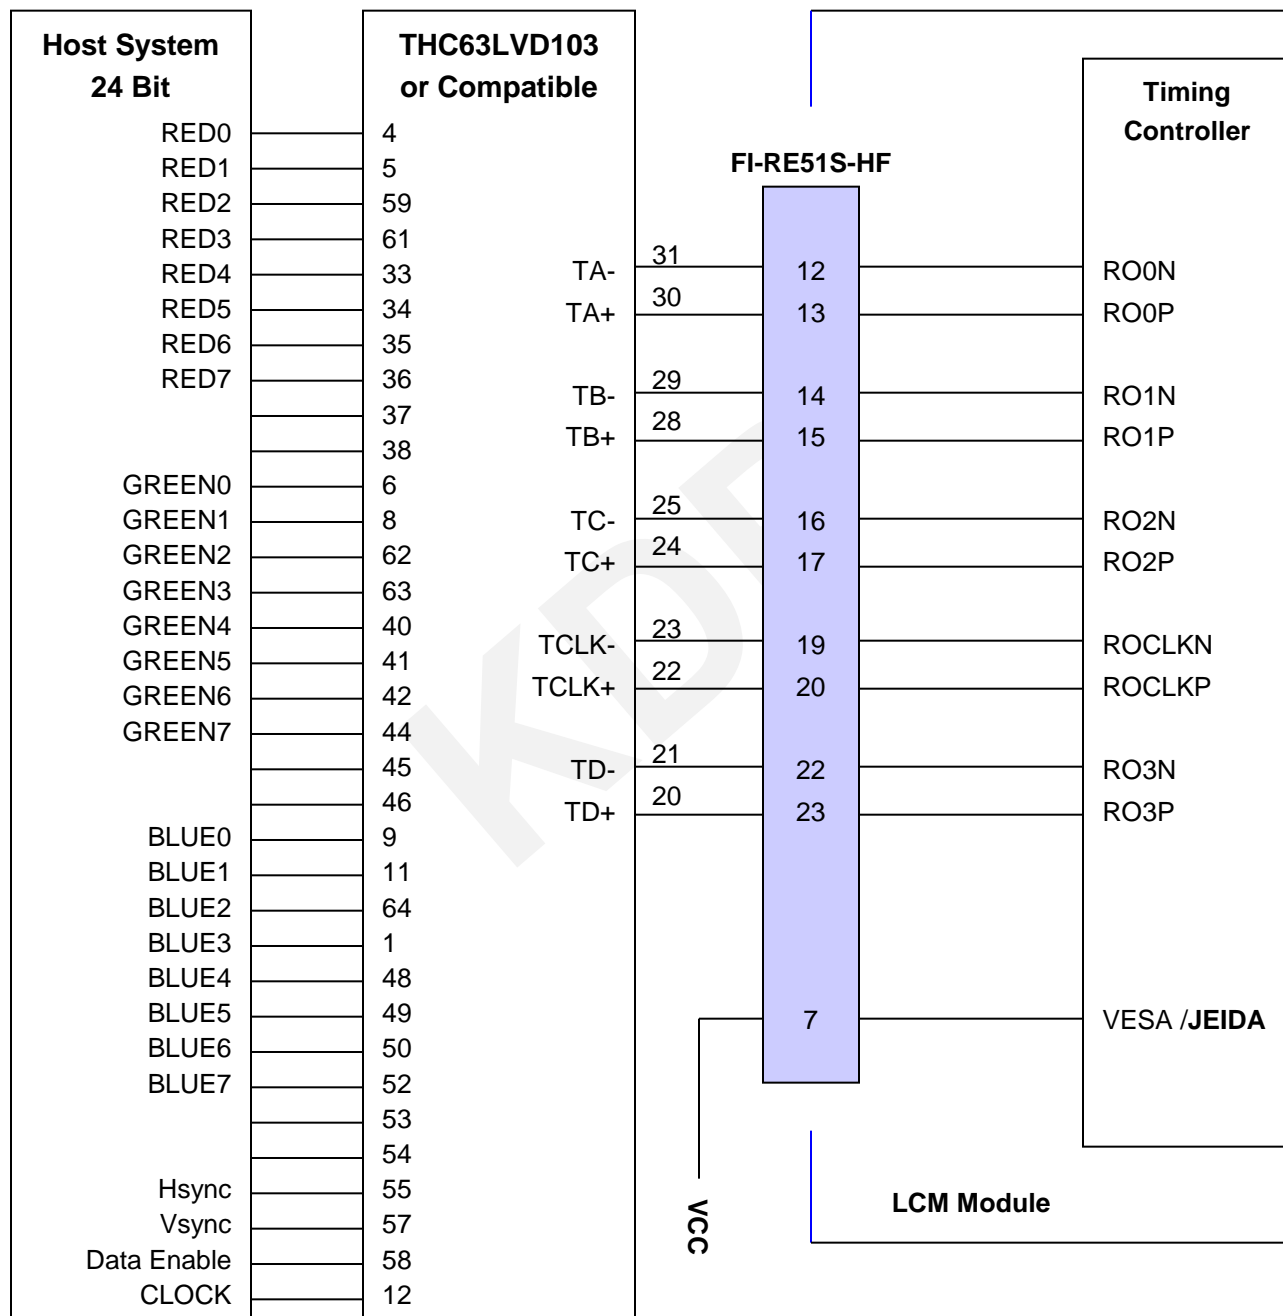 Host System
24 Bit
RED0
RED1
RED2
RED3
RED4
RED5
RED6
RED7
GREEN0
GREEN1
GREEN2
GREEN3
GREEN4
GREEN5
GREEN6
GREEN7
BLUE0
BLUE1
BLUE2
BLUE3
BLUE4
BLUE5
BLUE6
BLUE7
Hsync
Vsync
Data Enable
CLOCK
THC63LVD103
or Compatible
4
5
59
61
33
34
35
36
37
38
6
8
62
63
40
41
42
44
45
46
9
11
64
1
48
49
50
52
53
54
55
57
58
12
TA- 31
TA+ 30
TB- 29
TB+ 28
TC- 25
TC+ 24
TCLK- 23
TCLK+ 22
TD- 21
TD+ 20
FI-RE51S-HF
12
13
14
15
16
17
19
20
22
23
7
VCC
Timing
Controller
RO0N
RO0P
RO1N
RO1P
RO2N
RO2P
ROCLKN
ROCLKP
RO3N
RO3P
VESA /JEIDA
LCM Module